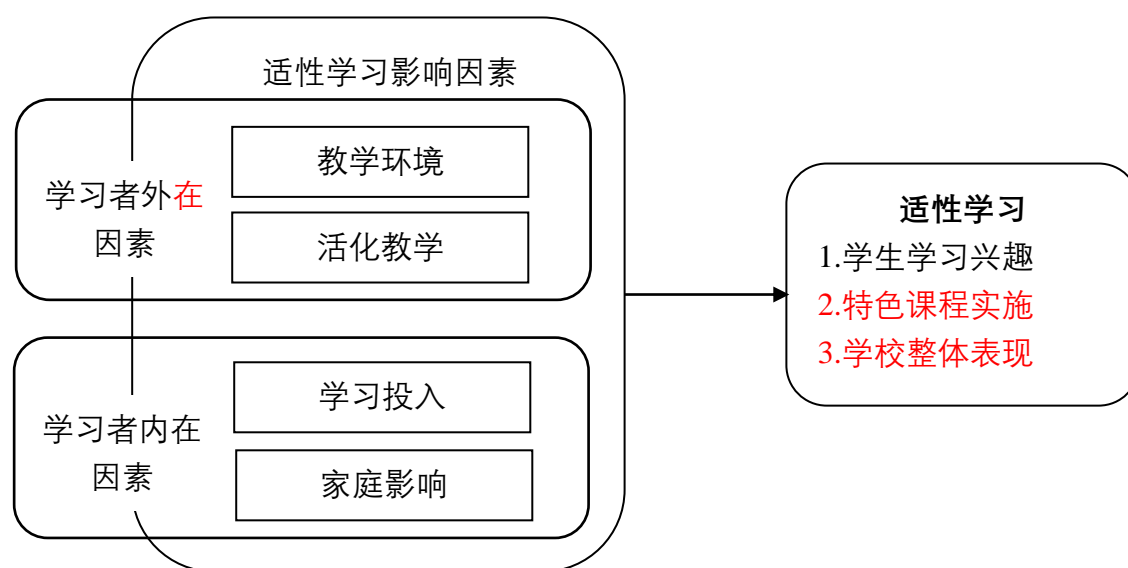 适性学习影响因素
学习者外在
因素
教学环境
活化教学
学习者内在
因素
学习投入
家庭影响
适性学习
1.学生学习兴趣
2.特色课程实施
3.学校整体表现